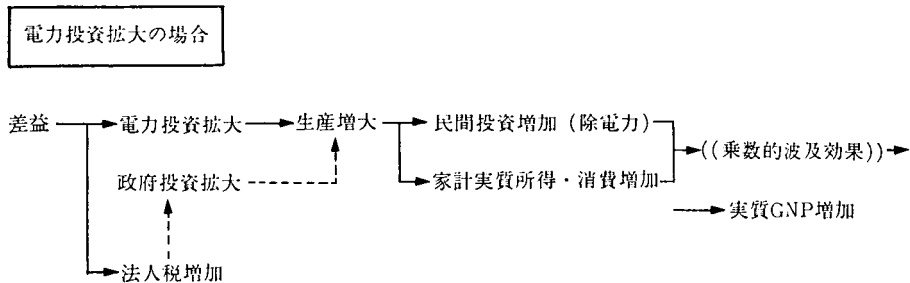 電力投資拡大の場合
差益 電力投資拡大 生産増大 民間投資増加（除電力）
((乗数的波及効果))
政府投資拡大 家計実質所得・消費増加
実質GNP増加
法人税増加